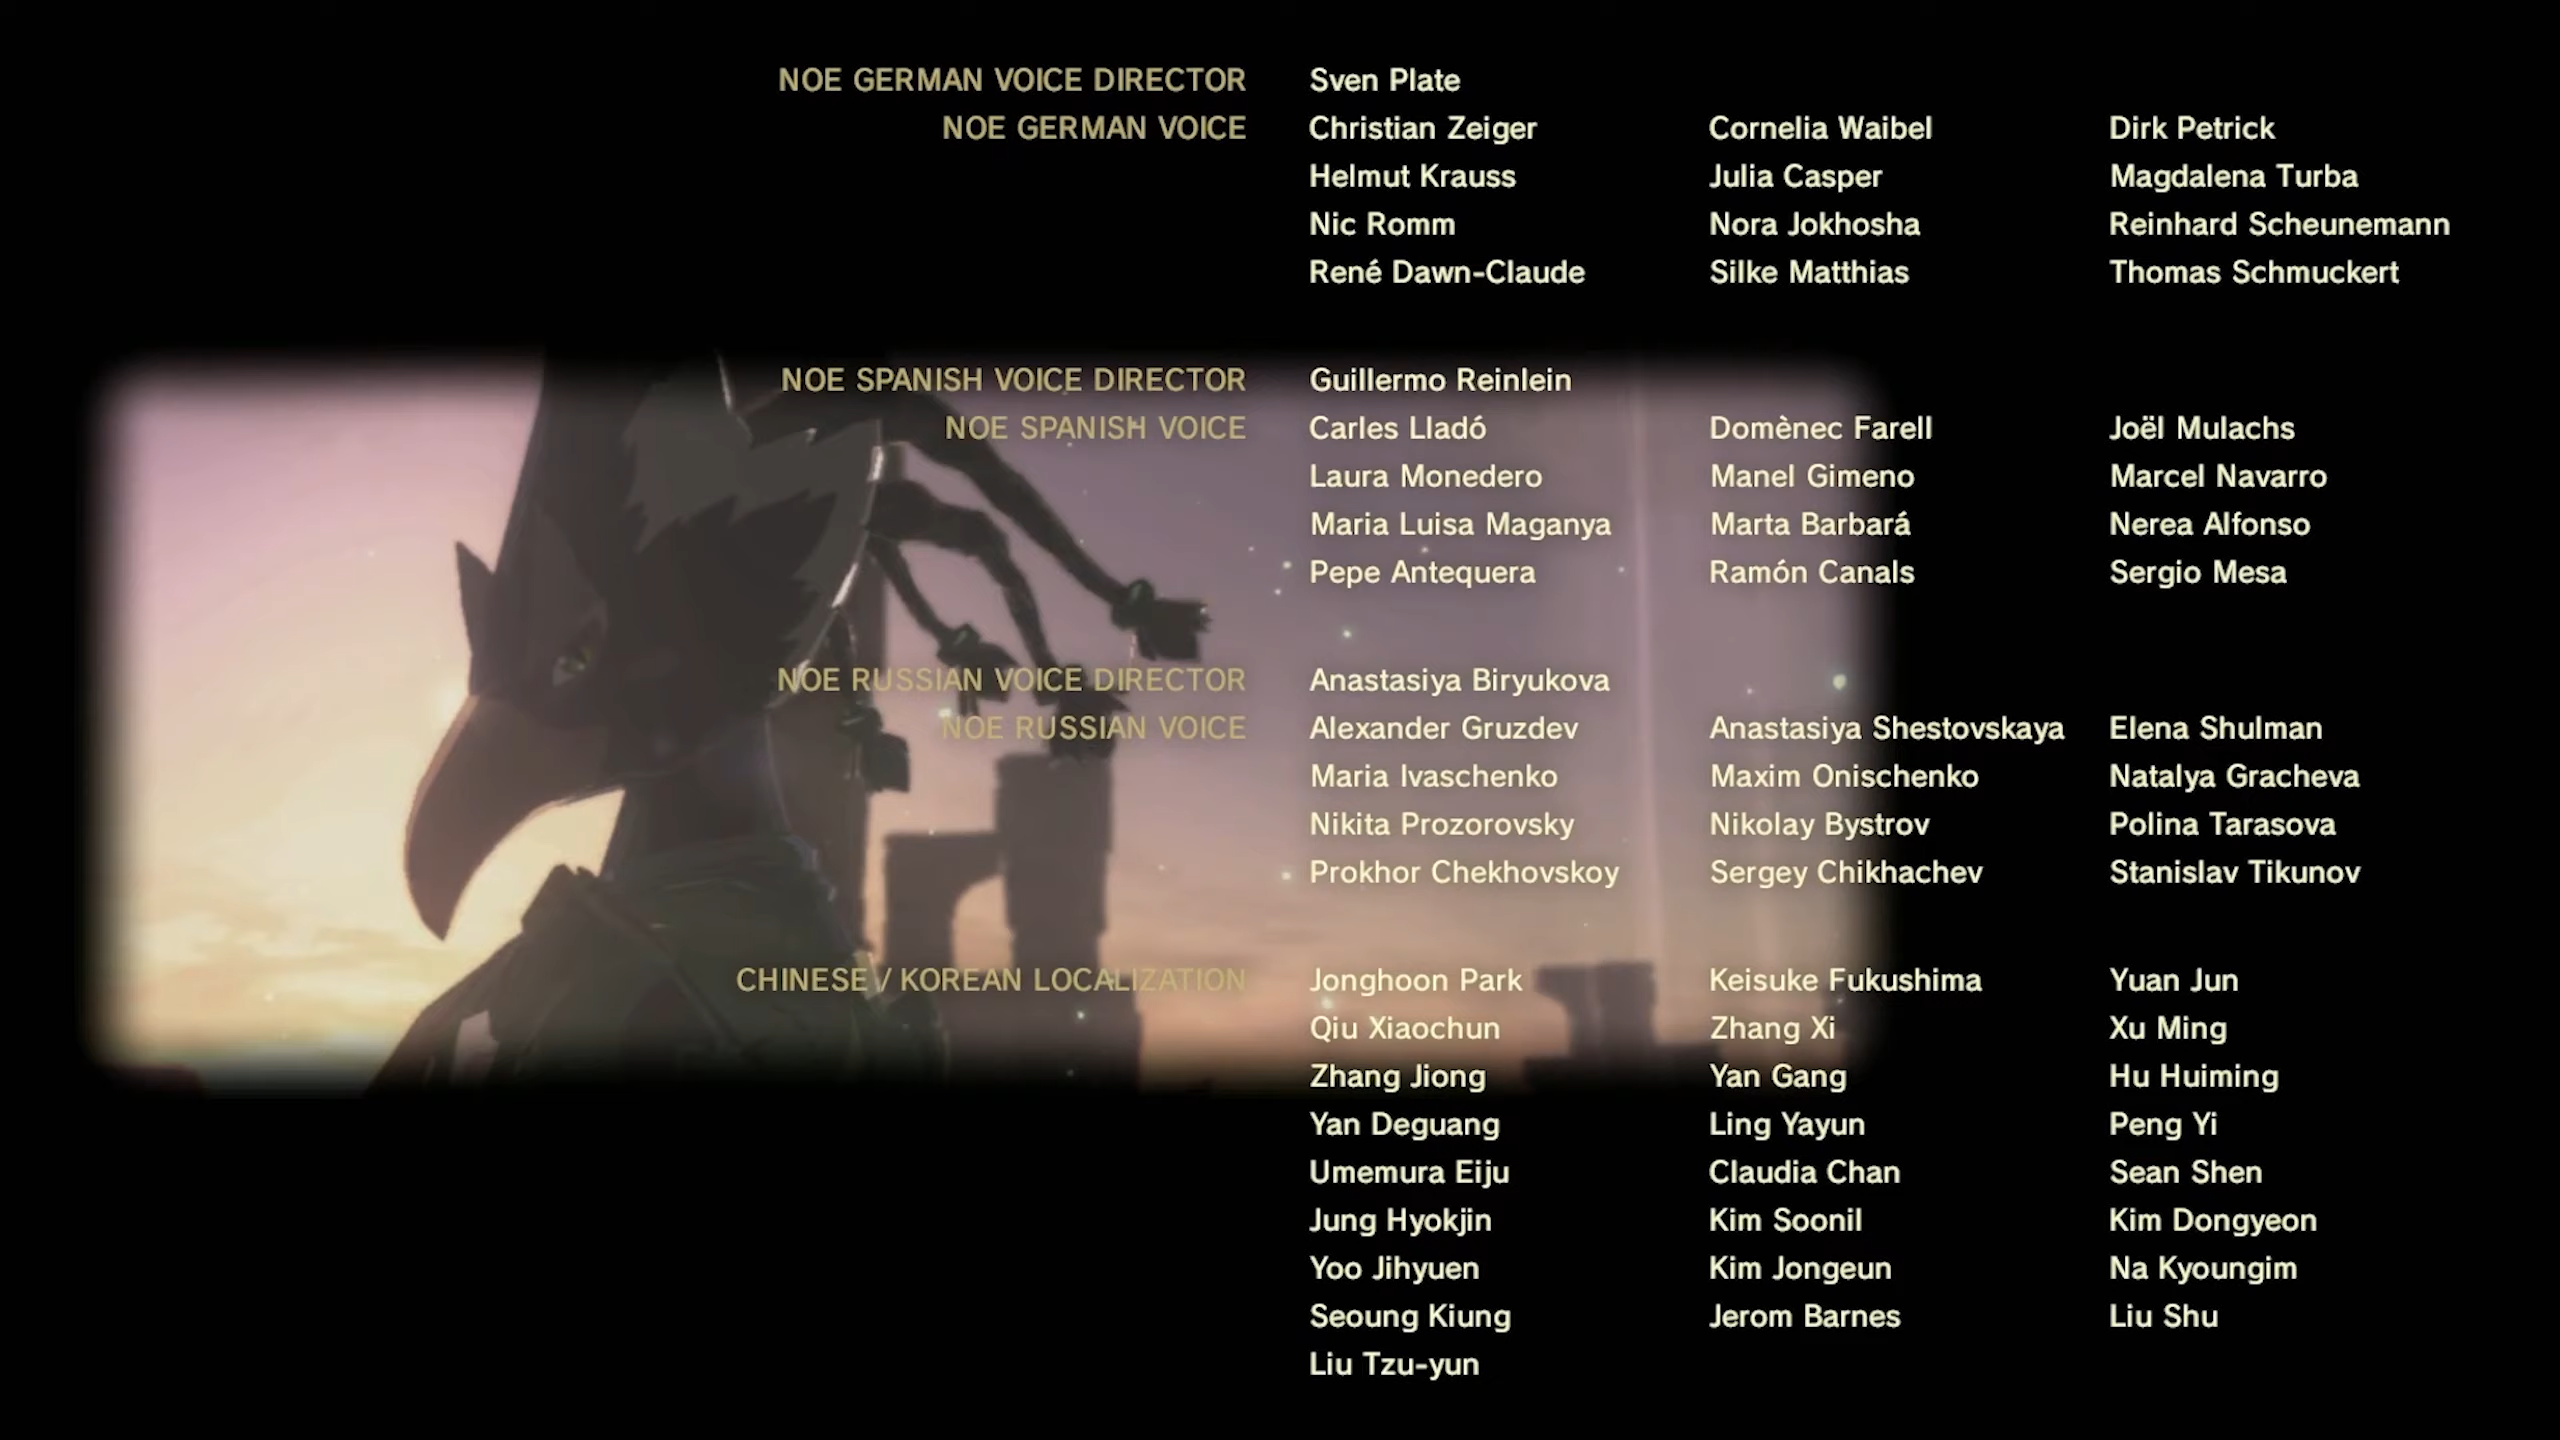 NOE GERMAN VOICE DIRECTOR Sven Plate
NOE GERMAN VOICE Christian Zeiger Cornelia Waibel Dirk Petrick
Helmut Krauss Julia Casper Magdalena Turba
Nic Romm Nora Jokhosha Reinhard Scheunemann
René Dawn-Claude Silke Matthias Thomas Schmuckert
NOE SPANISH VOICE DIRECTOR Guillermo Reinlein
NOE SPANISH VOICE Carles Lladó Domènec Farell Joël Mulachs
Laura Monedero Manel Gimeno Marcel Navarro
Maria Luisa Maganya Marta Barbará Nerea Alfonso
Pepe Antequera Ramón Canals Sergio Mesa
NOE RUSSIAN VOICE DIRECTOR Anastasiya Biryukova
NOE RUSSIAN VOICE Alexander Gruzdev Anastasiya Shestovskaya Elena Shulman
Maria Ivaschenko Maxim Onischenko Natalya Gracheva
Nikita Prozorovsky Nikolay Bystrov Polina Tarasova
Prokhor Chekhovskoy Sergey Chikhachev Stanislav Tikunov
CHINESE / KOREAN LOCALIZATION Jonghoon Park Keisuke Fukushima Yuan Jun
Qiu Xiaochun Zhang Xi Xu Ming
Zhang Jiong Yan Gang Hu Huiming
Yan Deguang Ling Yayun Peng Yi
Umemura Eiju Claudia Chan Sean Shen
Jung Hyokjin Kim Soonil Kim Dongyeon
Yoo Jihyuen Kim Jongeun Na Kyoungim
Seoung Kiung Jerom Barnes Liu Shu
Liu Tzu-yun